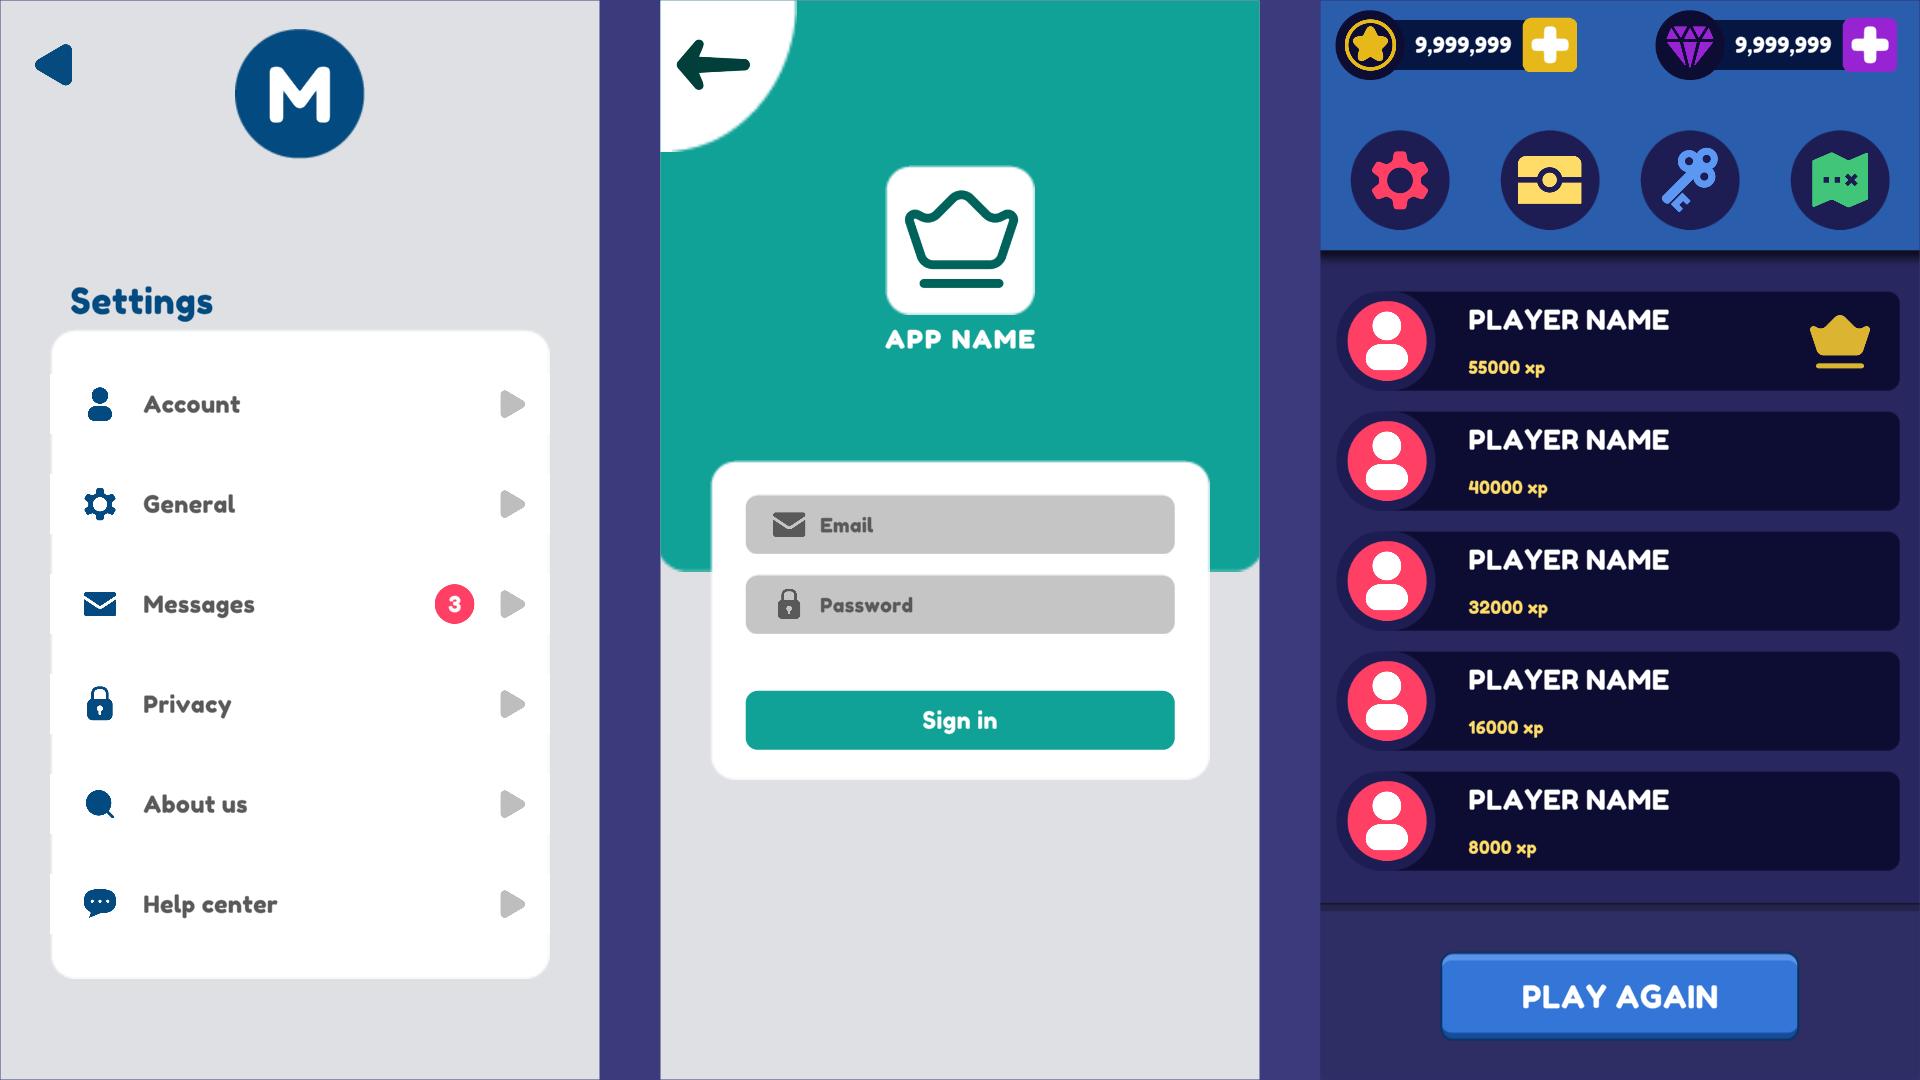 M
Settings
Account
General
Messages
3
Privacy
About us
Help center
APP NAME
Email
Password
Sign in
9,999,999
9,999,999
PLAYER NAME
55000 xp
PLAYER NAME
40000 xp
PLAYER NAME
32000 xp
PLAYER NAME
16000 xp
PLAYER NAME
8000 xp
PLAY AGAIN